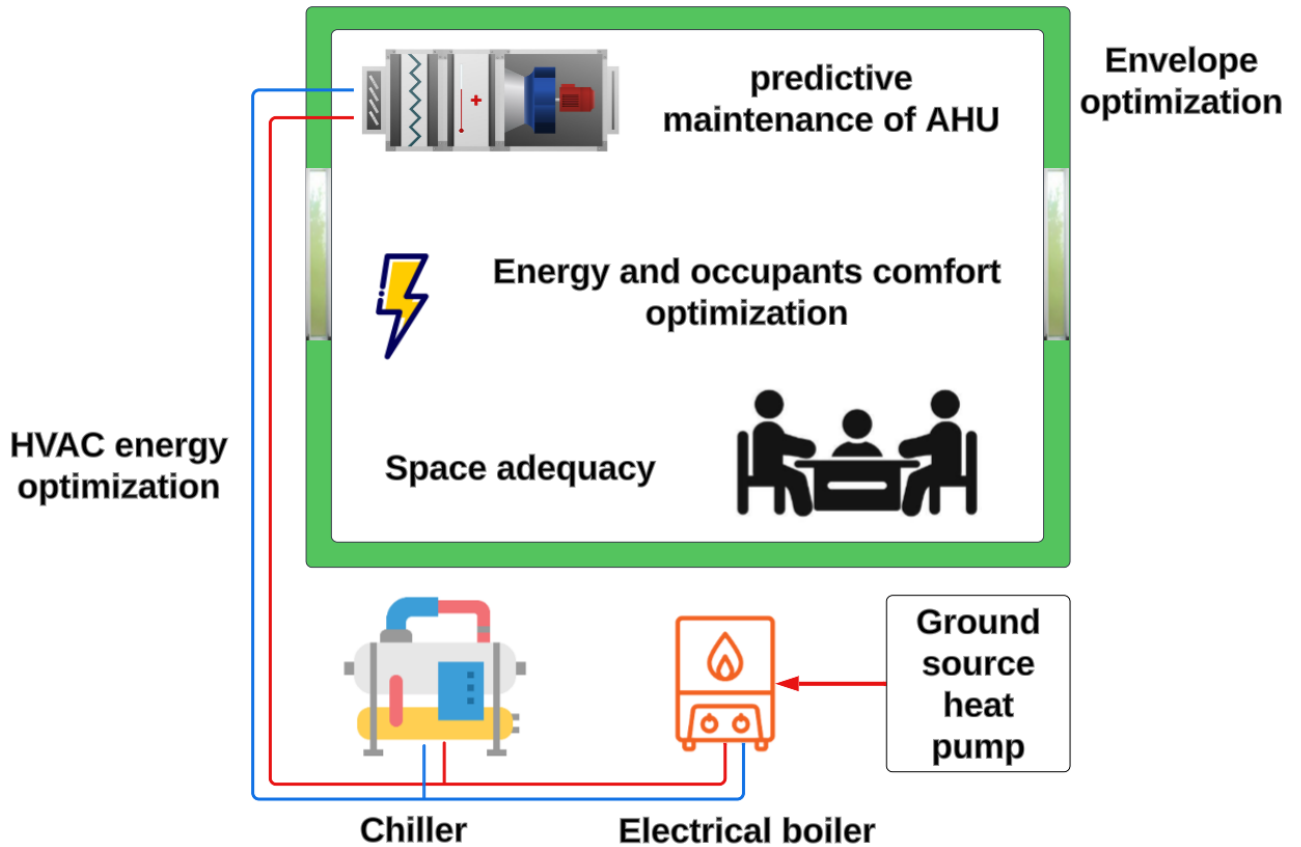 Envelope
optimization
predictive
maintenance of AHU
Energy and occupants comfort
optimization
HVAC energy
optimization
Space adequacy
Ground
source
heat
pump
Chiller
Electrical boiler